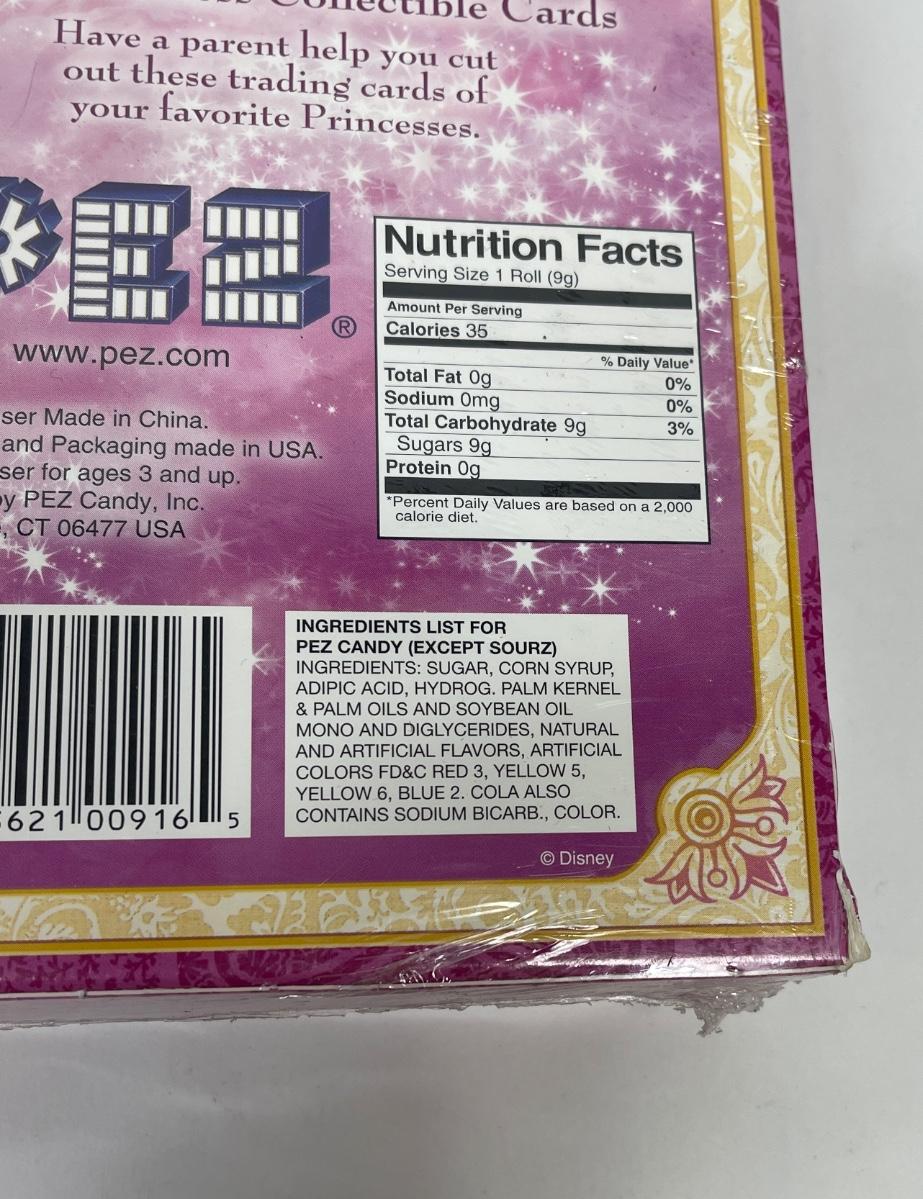 Collectible Cards
Have a parent help you cut
out these trading cards of
your favorite Princesses.
PEZ®
www.pez.com
Made in China.
and Packaging made in USA.
for ages 3 and up.
PEZ Candy, Inc.
CT 06477 USA
Nutrition Facts
Serving Size 1 Roll (9g)
Amount Per Serving
Calories 35
% Daily Value*
Total Fat 0g 0%
Sodium 0mg 0%
Total Carbohydrate 9g 3%
Sugars 9g
Protein 0g
*Percent Daily Values are based on a 2,000
calorie diet.
621 00916 5
INGREDIENTS LIST FOR
PEZ CANDY (EXCEPT SOURZ)
INGREDIENTS: SUGAR, CORN SYRUP,
ADIPIC ACID, HYDROG. PALM KERNEL
& PALM OILS AND SOYBEAN OIL
MONO AND DIGLYCERIDES, NATURAL
AND ARTIFICIAL FLAVORS, ARTIFICIAL
COLORS FD&C RED 3, YELLOW 5,
YELLOW 6, BLUE 2. COLA ALSO
CONTAINS SODIUM BICARB., COLOR.
© Disney